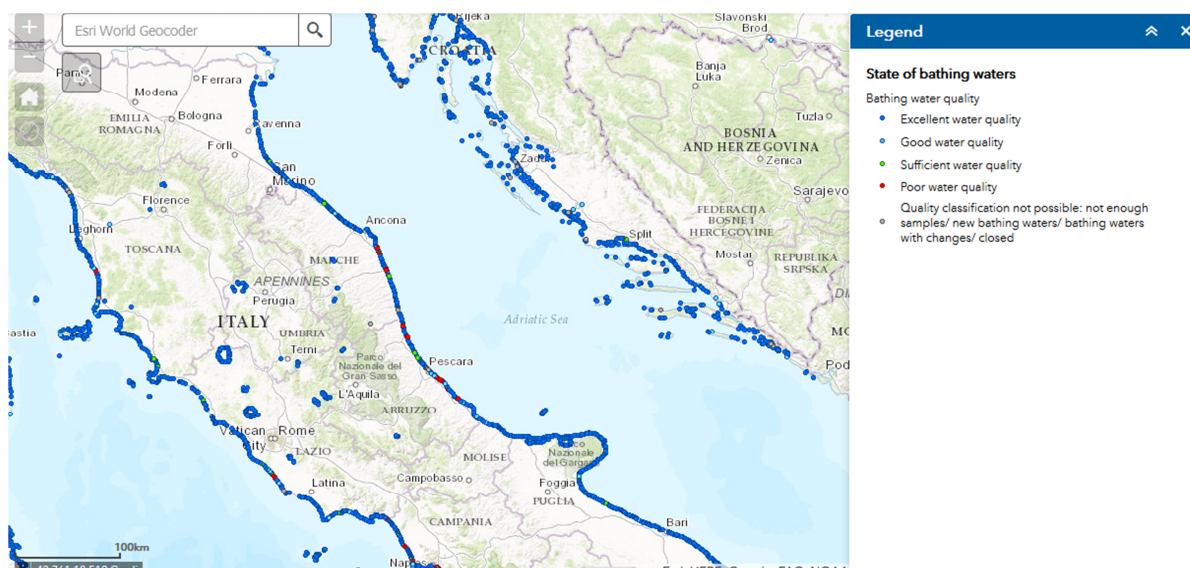 Esri World Geocoder
Rijeka
Slavonski
Brod
CROATIA
Ferrara
Modena
Banja
Luka
EMILIA
ROMAGNA
Bologna
Ravenna
Tuzla
Forlì
BOSNIA
AND HERZEGOVINA
Zenica
San
Marino
Zadar
Sarajevo
Florence
Ancona
FEDERACIJA
BOSNE I
HERCEGOVINE
Leghorn
Split
TOSCANA
Mostar
REPUBLIKA
SRPSKA
MARCHE
APENNINES
Perugia
ITALY
Adriatic Sea
Bastia
UMBRIA
Terni
Parco
Nazionale del
Gran Sasso
Pescara
Pod
L'Aquila
ABRUZZO
Vatican
City
Rome
LAZIO
MOLISE
Parco
Nazionale
del Gargano
Latina
Campobasso
Foggia
PUGLIA
CAMPANIA
Bari
100km
Legend
State of bathing waters
Bathing water quality
Excellent water quality
Good water quality
Sufficient water quality
Poor water quality
Quality classification not possible: not enough
samples/ new bathing waters/ bathing waters
with changes/ closed